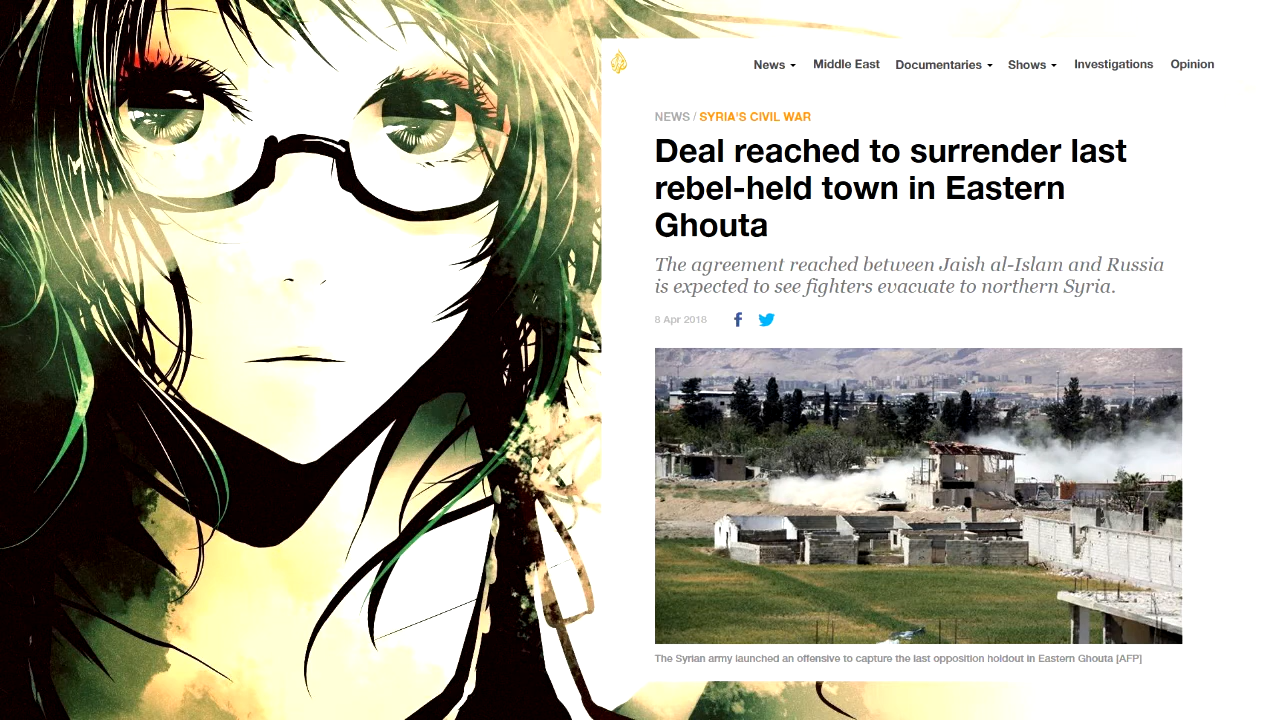 News Middle East Documentaries Shows Investigations Opinion
NEWS / SYRIA'S CIVIL WAR
Deal reached to surrender last
rebel-held town in Eastern
Ghouta
The agreement reached between Jaish al-Islam and Russia
is expected to see fighters evacuate to northern Syria.
8 Apr 2018
The Syrian army launched an offensive to capture the last opposition holdout in Eastern Ghouta [AFP]